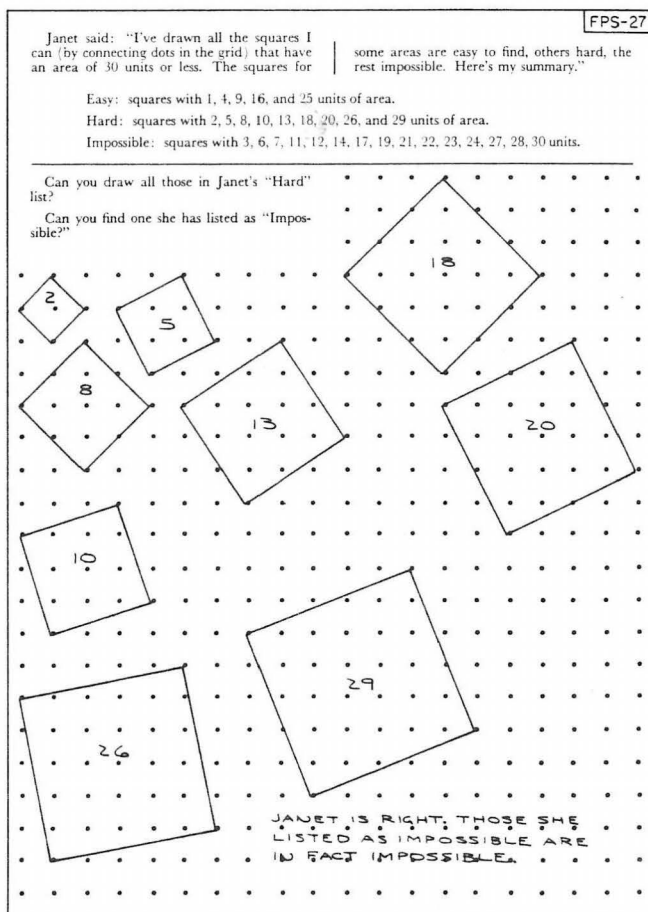 FPS-27
Janet said: "I've drawn all the squares I
can (by connecting dots in the grid) that have
an area of 30 units or less. The squares for
some areas are easy to find, others hard, the
rest impossible. Here's my summary."
Easy: squares with 1, 4, 9, 16, and 25 units of area.
Hard: squares with 2, 5, 8, 10, 13, 18, 20, 26, and 29 units of area.
Impossible: squares with 3, 6, 7, 11, 12, 14, 17, 19, 21, 22, 23, 24, 27, 28, 30 units.
Can you draw all those in Janet's "Hard"
list?
Can you find one she has listed as "Impos-
sible?"
18
2
5
8
13
20
10
29
26
JANET IS RIGHT. THOSE SHE
LISTED AS IMPOSSIBLE ARE
IN FACT IMPOSSIBLE.